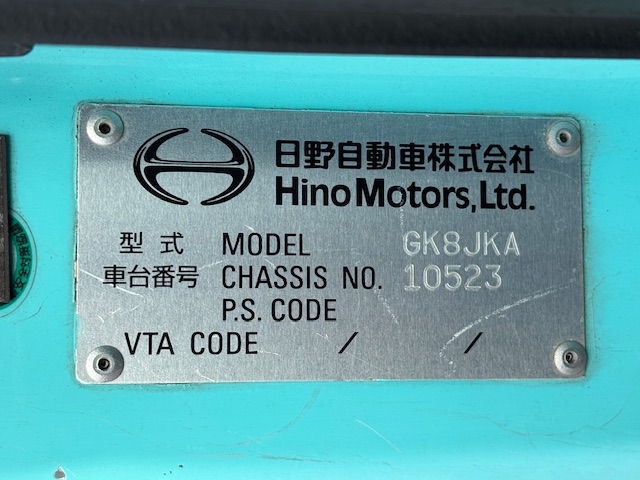 日野自動車株式会社
Hino Motors, Ltd.
型式 MODEL GK8JKA
車台番号 CHASSIS NO. 10523
P.S. CODE
VTA CODE / /